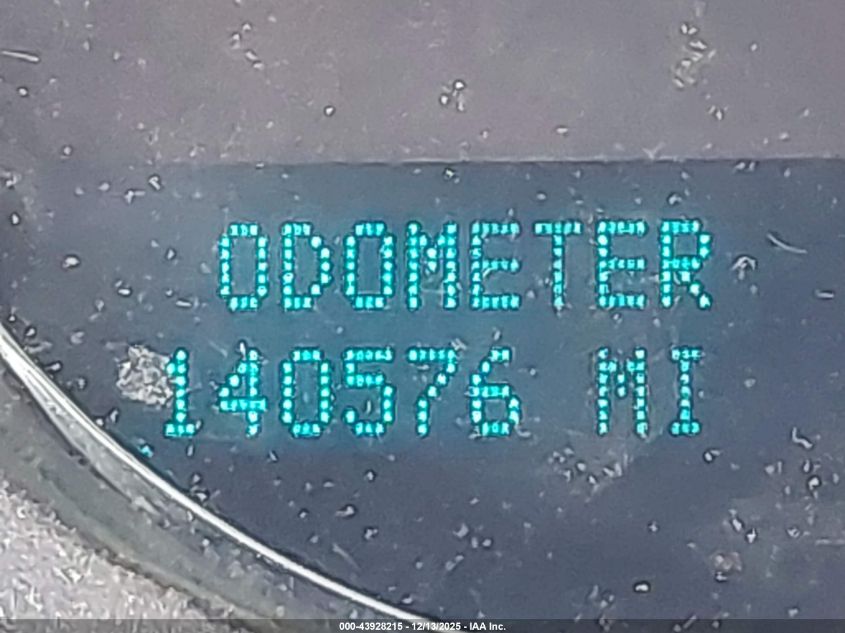 ODOMETER
140576 MI
000-43928215 - 12/13/2025 - IAA Inc.